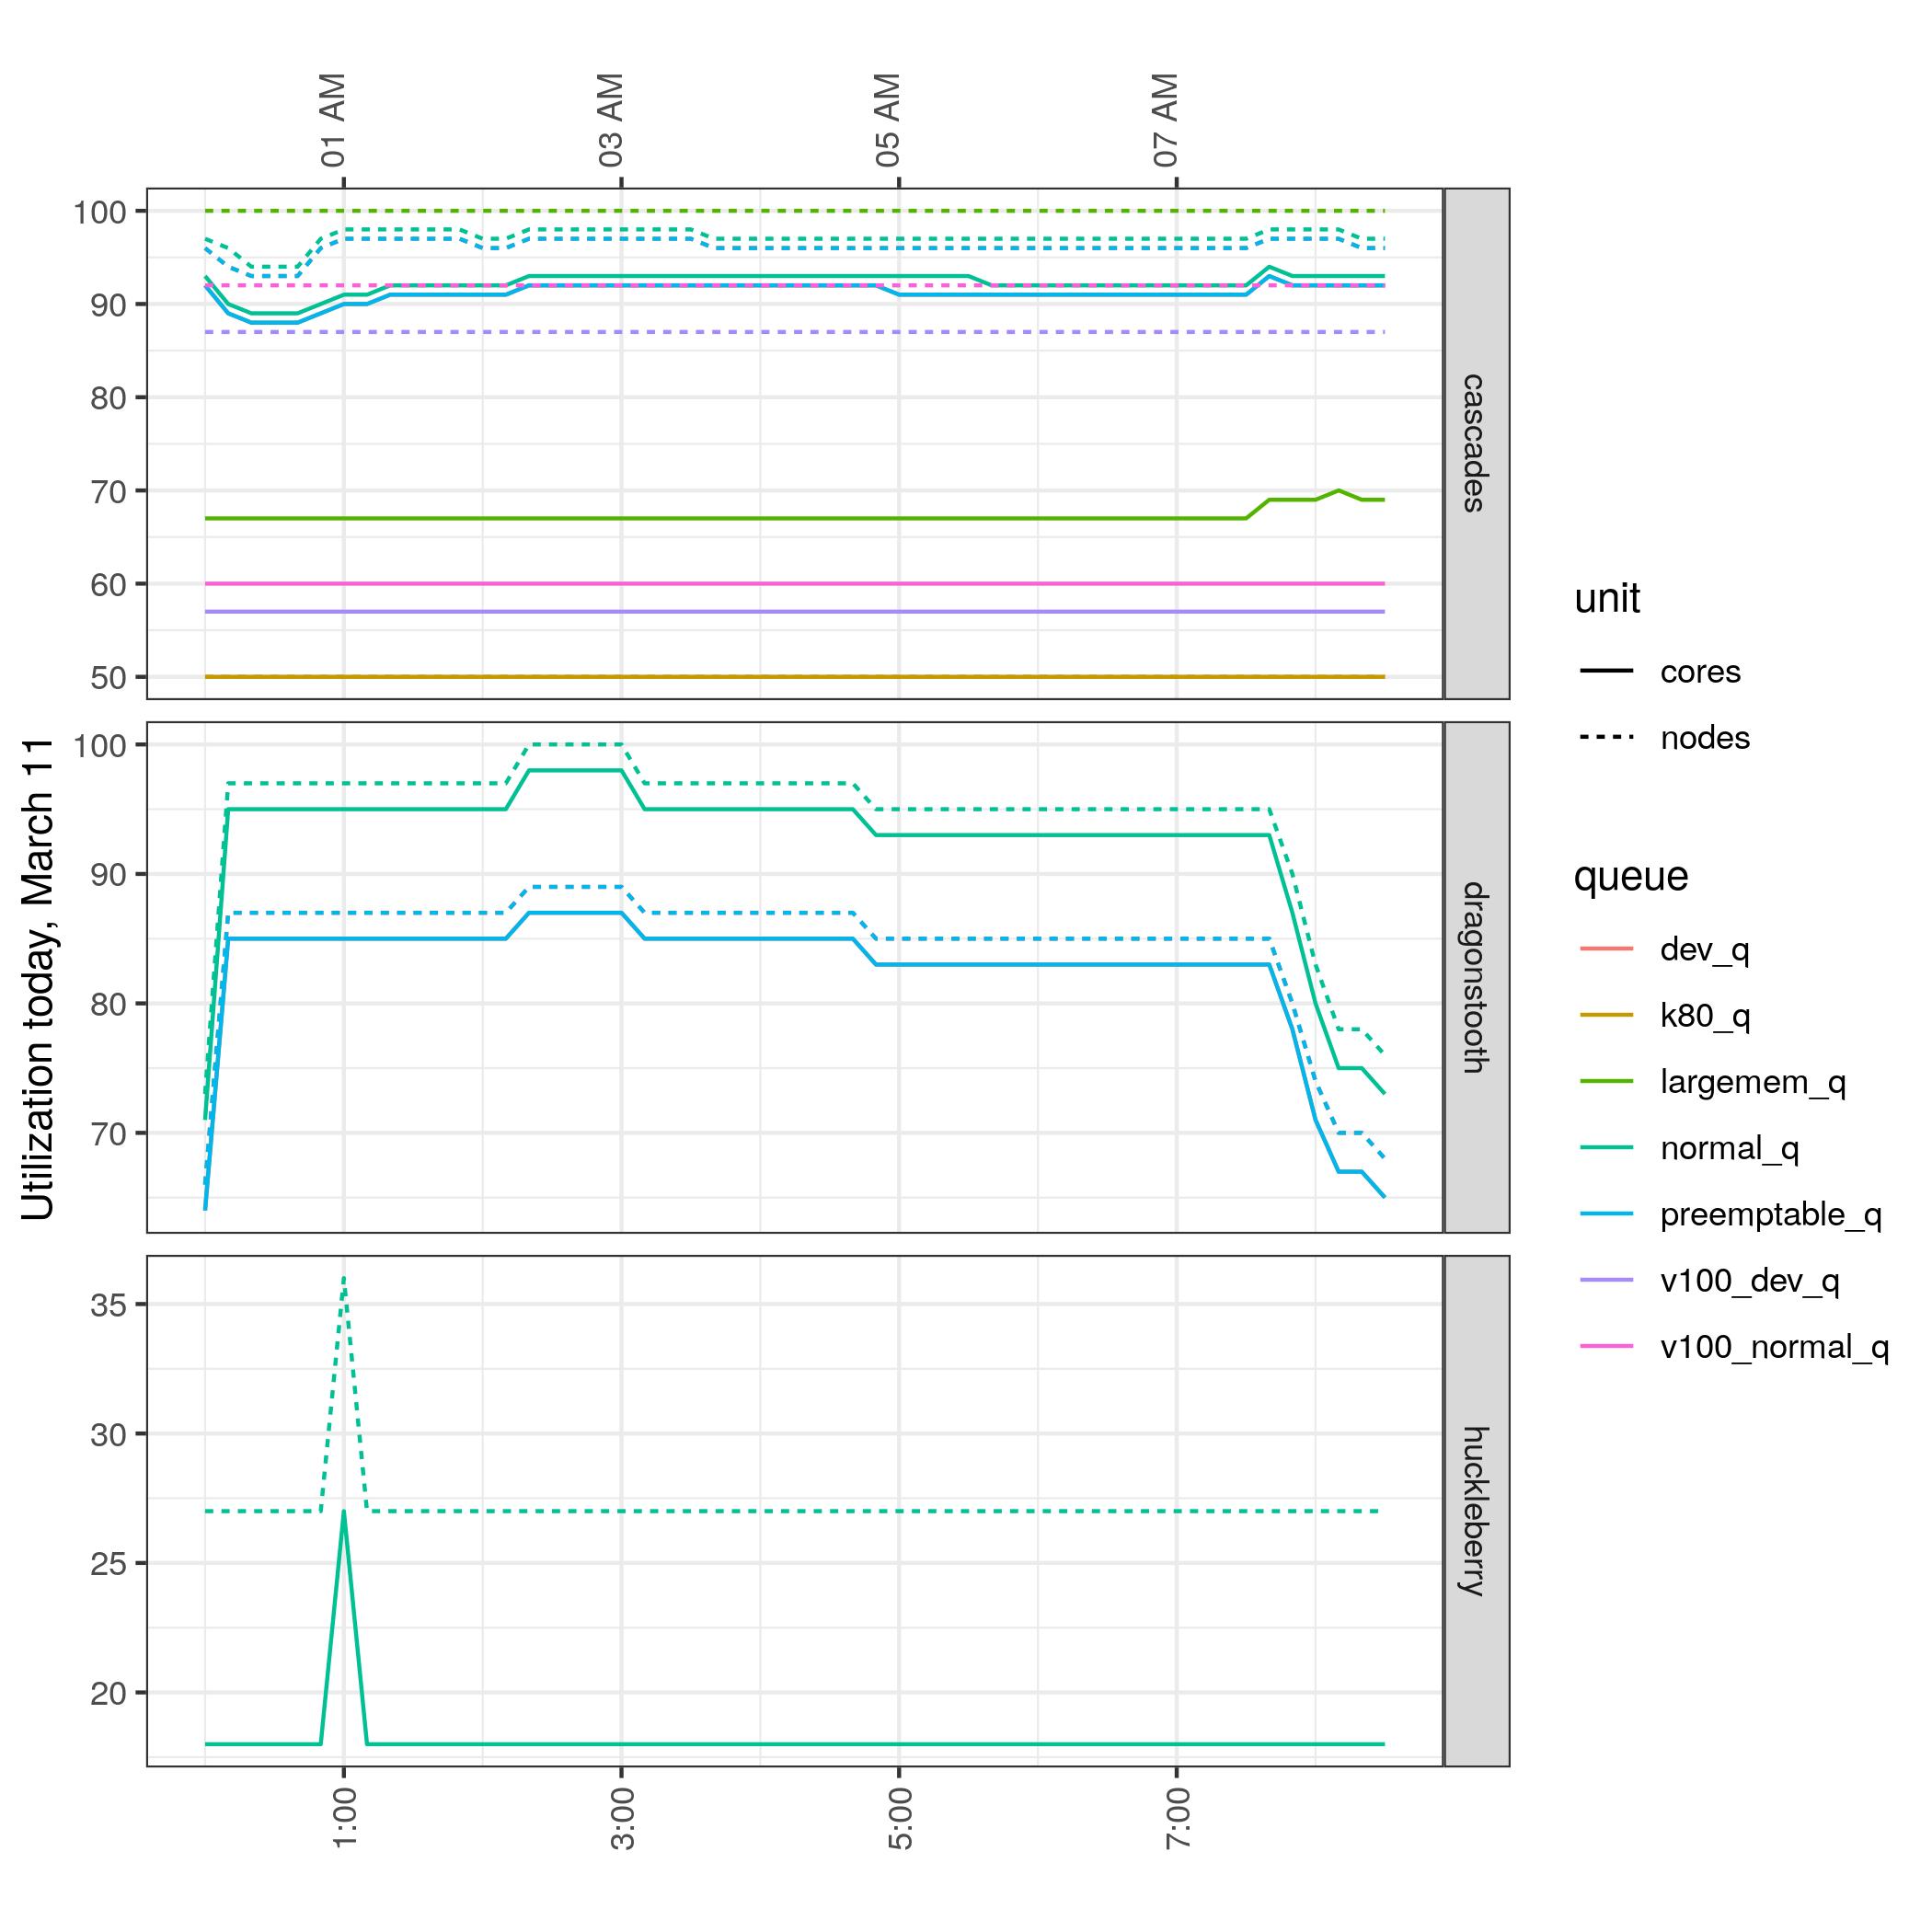 01 AM
03 AM
05 AM
07 AM
Utilization today, March 11
100
90
80
70
60
50
cascades
100
90
80
70
dragonstooth
35
30
25
20
huckleberry
1:00
3:00
5:00
7:00
unit
cores
nodes
queue
dev_q
k80_q
largemem_q
normal_q
preemptable_q
v100_dev_q
v100_normal_q